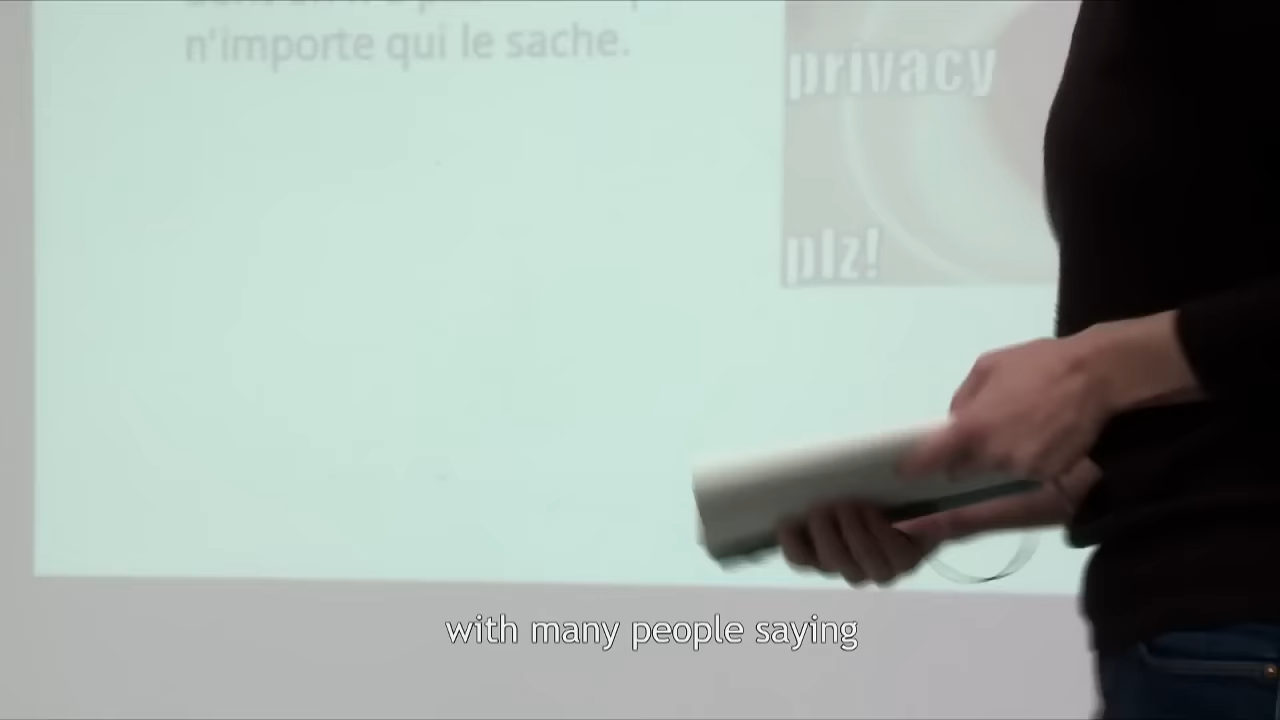 n'importe qui le sache.
privacy
plz!
with many people saying